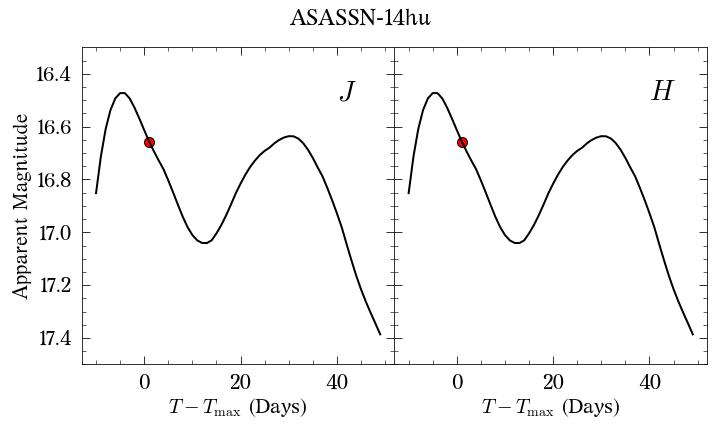 ASASSN-14hu
J
H
16.4
16.6
16.8
17.0
17.2
17.4
Apparent Magnitude
0 20 40
0 20 40
T − Tmax (Days)
T − Tmax (Days)